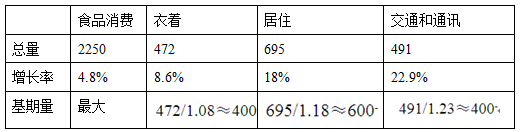 食品消费 衣着 居住 交通和通讯
总量 2250 472 695 491
增长率 4.8% 8.6% 18% 22.9%
基期量 最大 472/1.08≈400 695/1.18≈600 491/1.23≈400